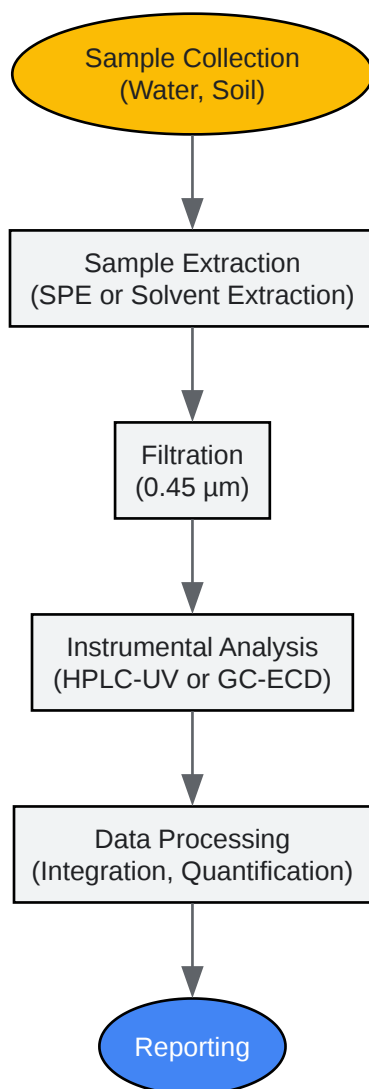 Sample Collection
(Water, Soil)
Sample Extraction
(SPE or Solvent Extraction)
Filtration
(0.45 µm)
Instrumental Analysis
(HPLC-UV or GC-ECD)
Data Processing
(Integration, Quantification)
Reporting